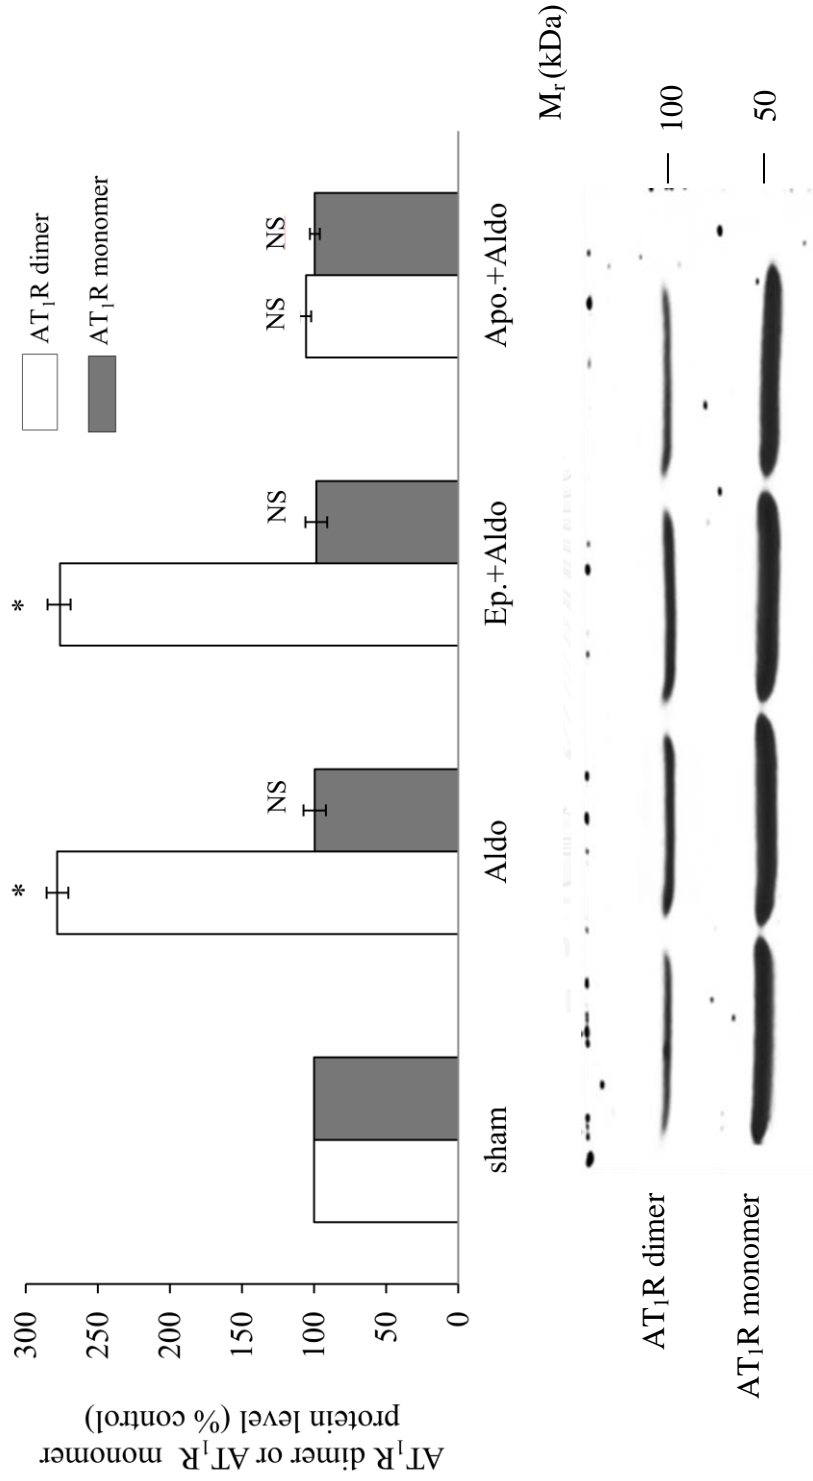 AT₁R dimer or AT₁R monomer
protein level (% control)
300
250
200
150
100
50
0
AT₁R dimer
AT₁R monomer
*
NS
*
NS
NS
NS
sham
Aldo
Ep.+Aldo
Apo.+Aldo
Mᵣ (kDa)
AT₁R dimer
— 100
AT₁R monomer
— 50